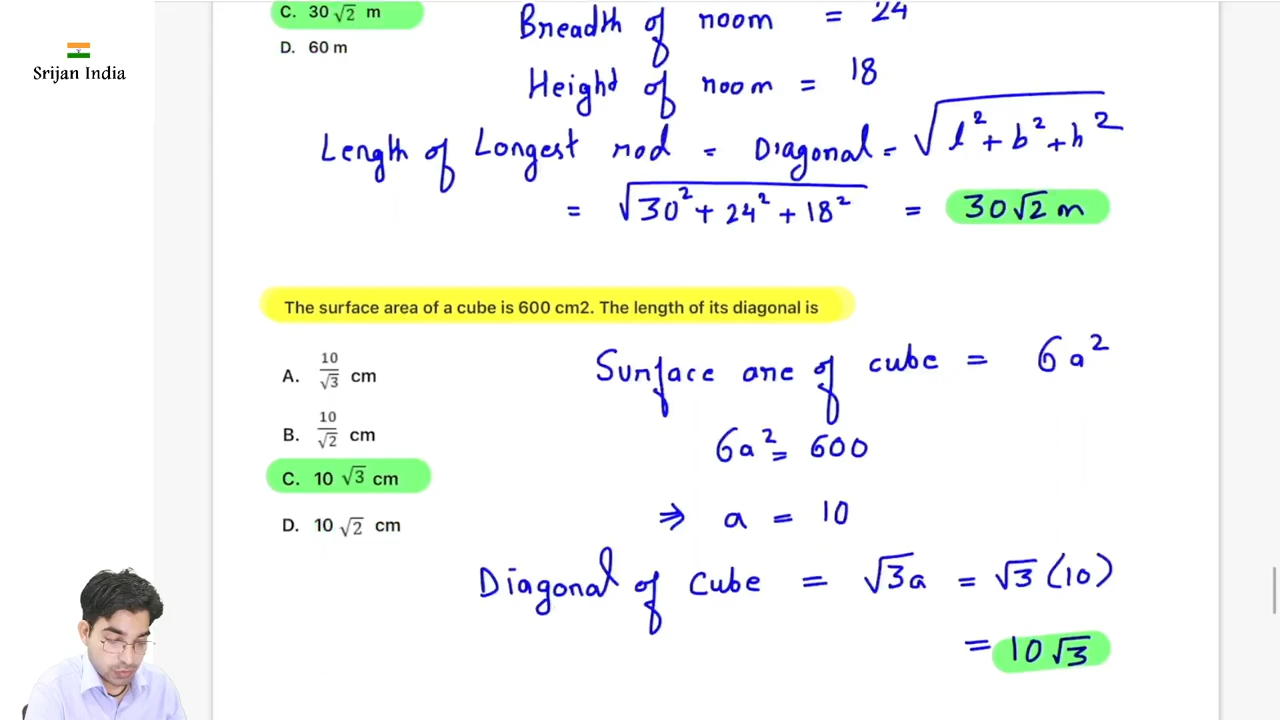 Srijan India
C. 30 √2 m
D. 60 m
Breadth of room = 24
Height of room = 18
Length of Longest rod = Diagonal = √(l² + b² + h²)
= √(30² + 24² + 18²) = 30√2 m
The surface area of a cube is 600 cm2. The length of its diagonal is
A. 10/√3 cm
B. 10/√2 cm
C. 10 √3 cm
D. 10 √2 cm
Surface are of cube = 6a²
6a² = 600
⇒ a = 10
Diagonal of cube = √3a = √3 (10)
= 10√3